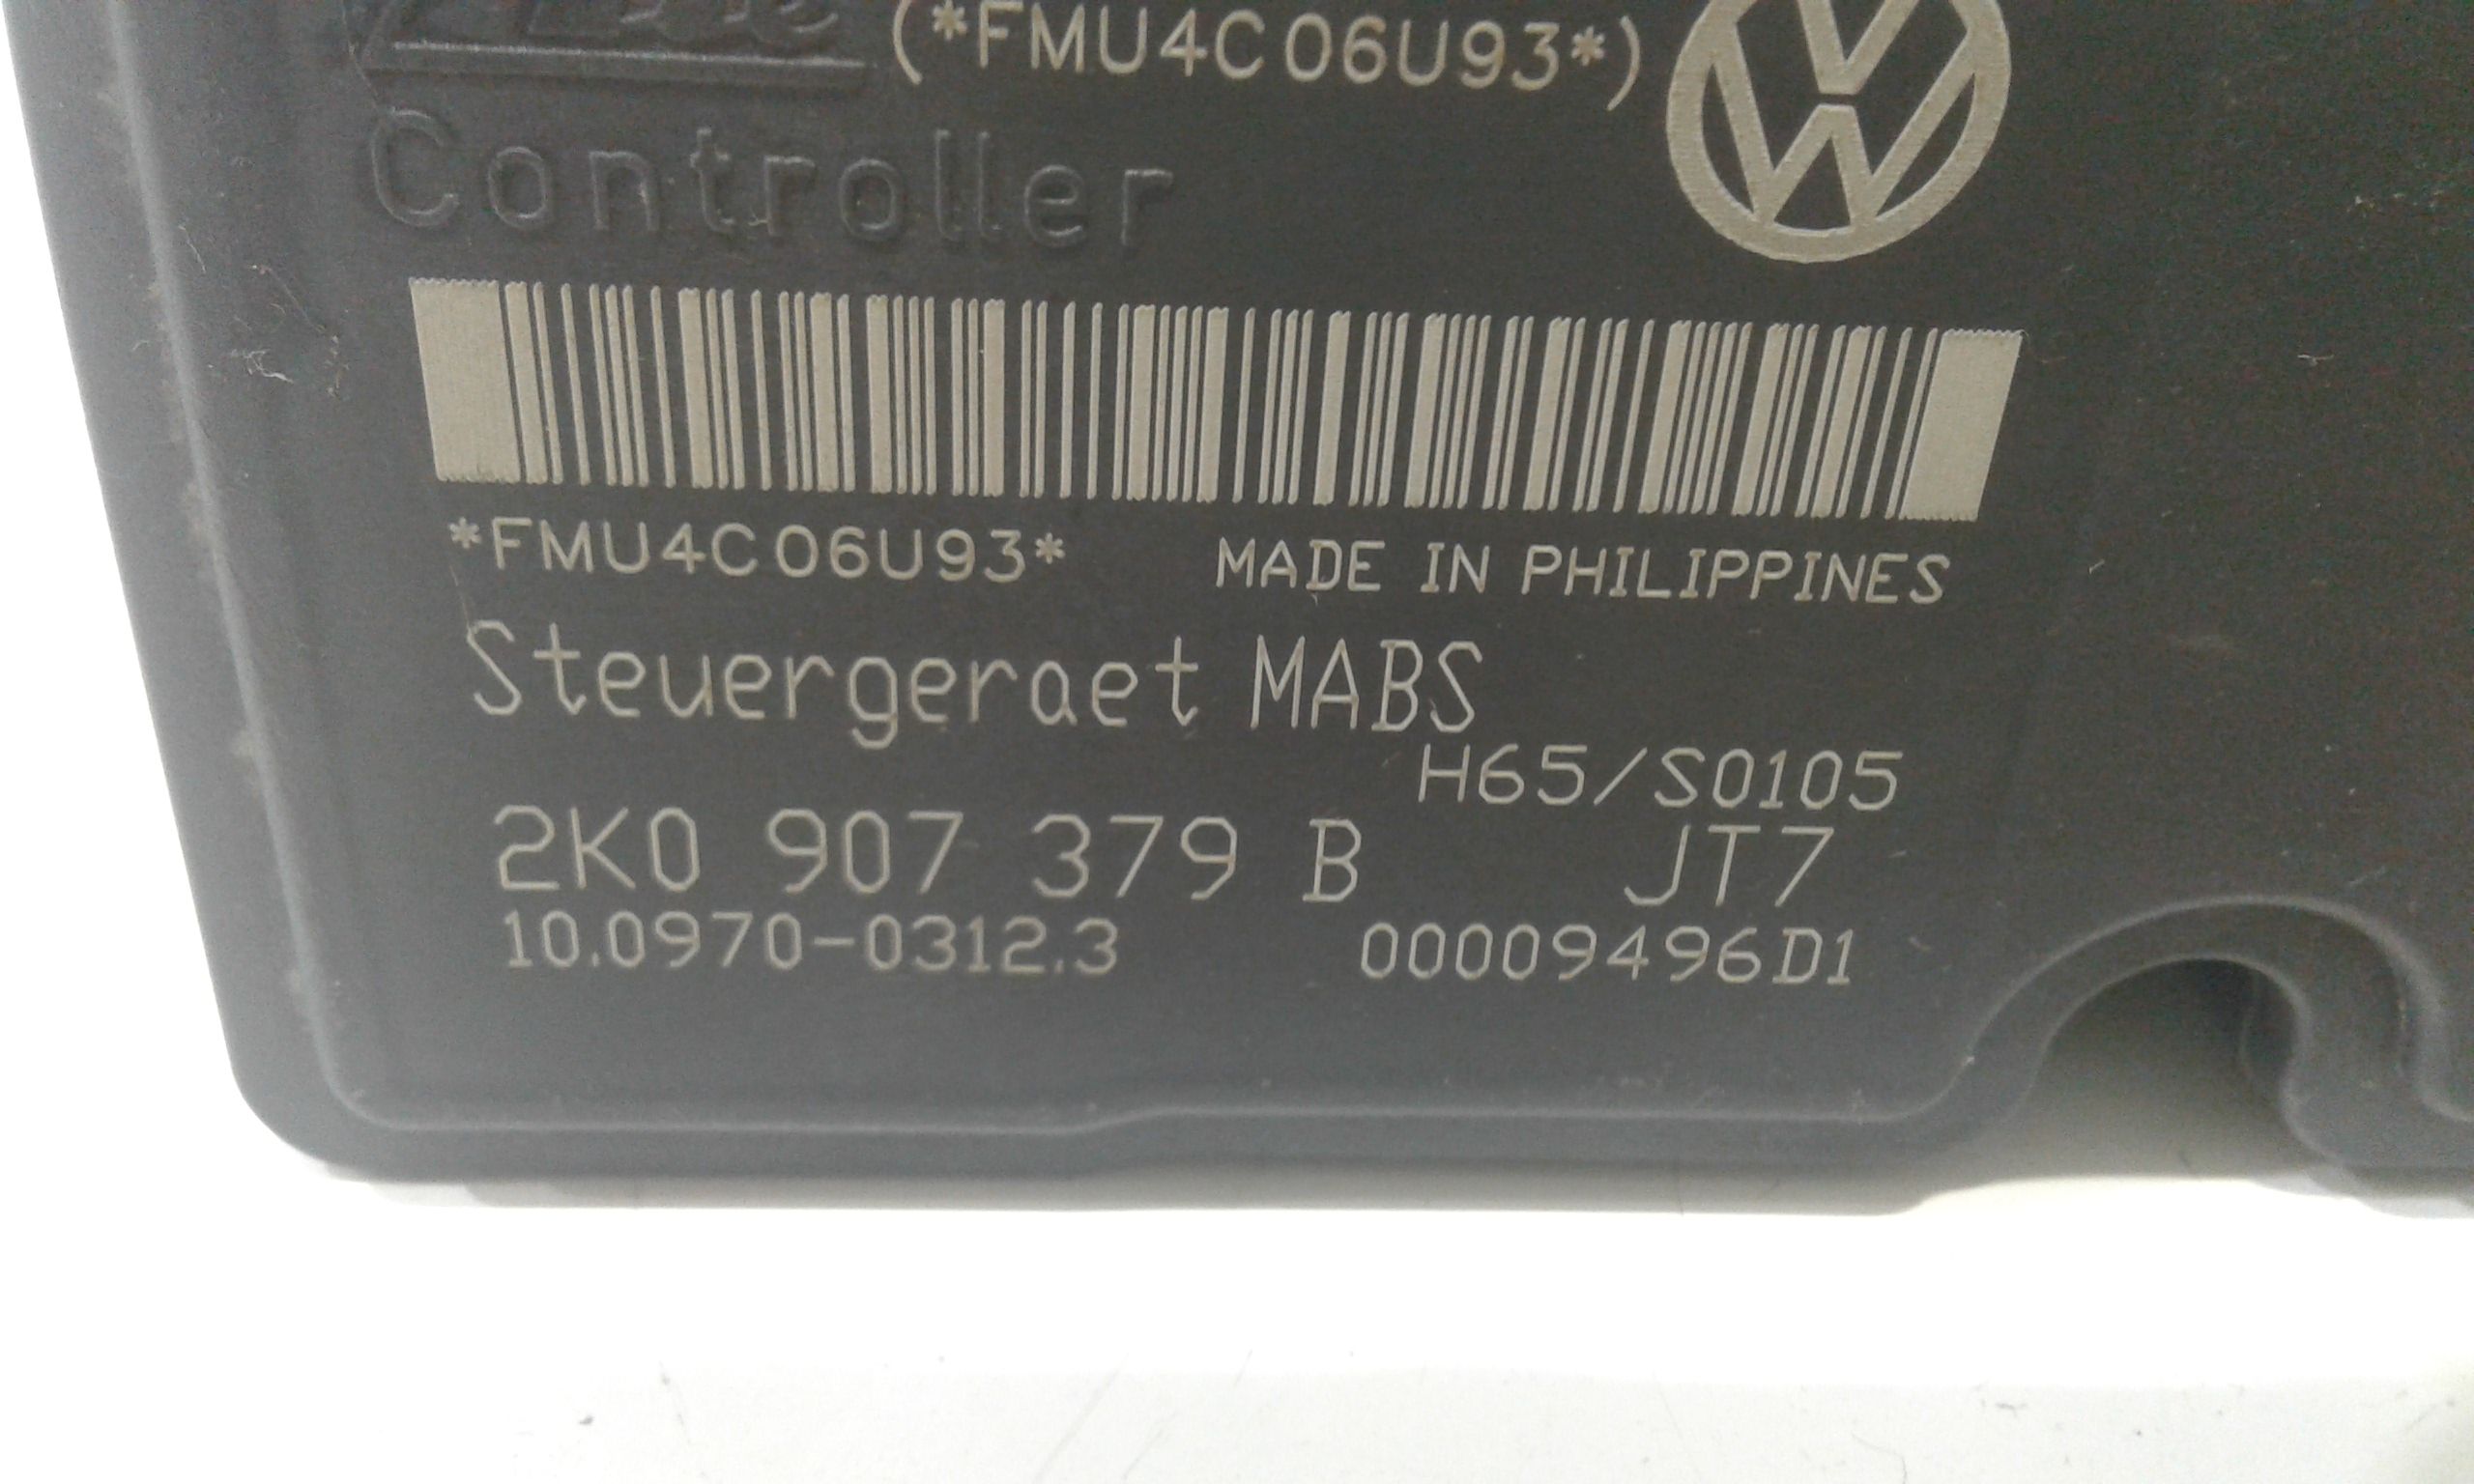 (*FMU4C06U93*)
Controller
*FMU4C06U93* MADE IN PHILIPPINES
Steuergeraet MABS
H65/S0105
2K0 907 379 B JT7
10.0970-0312.3 00009496D1